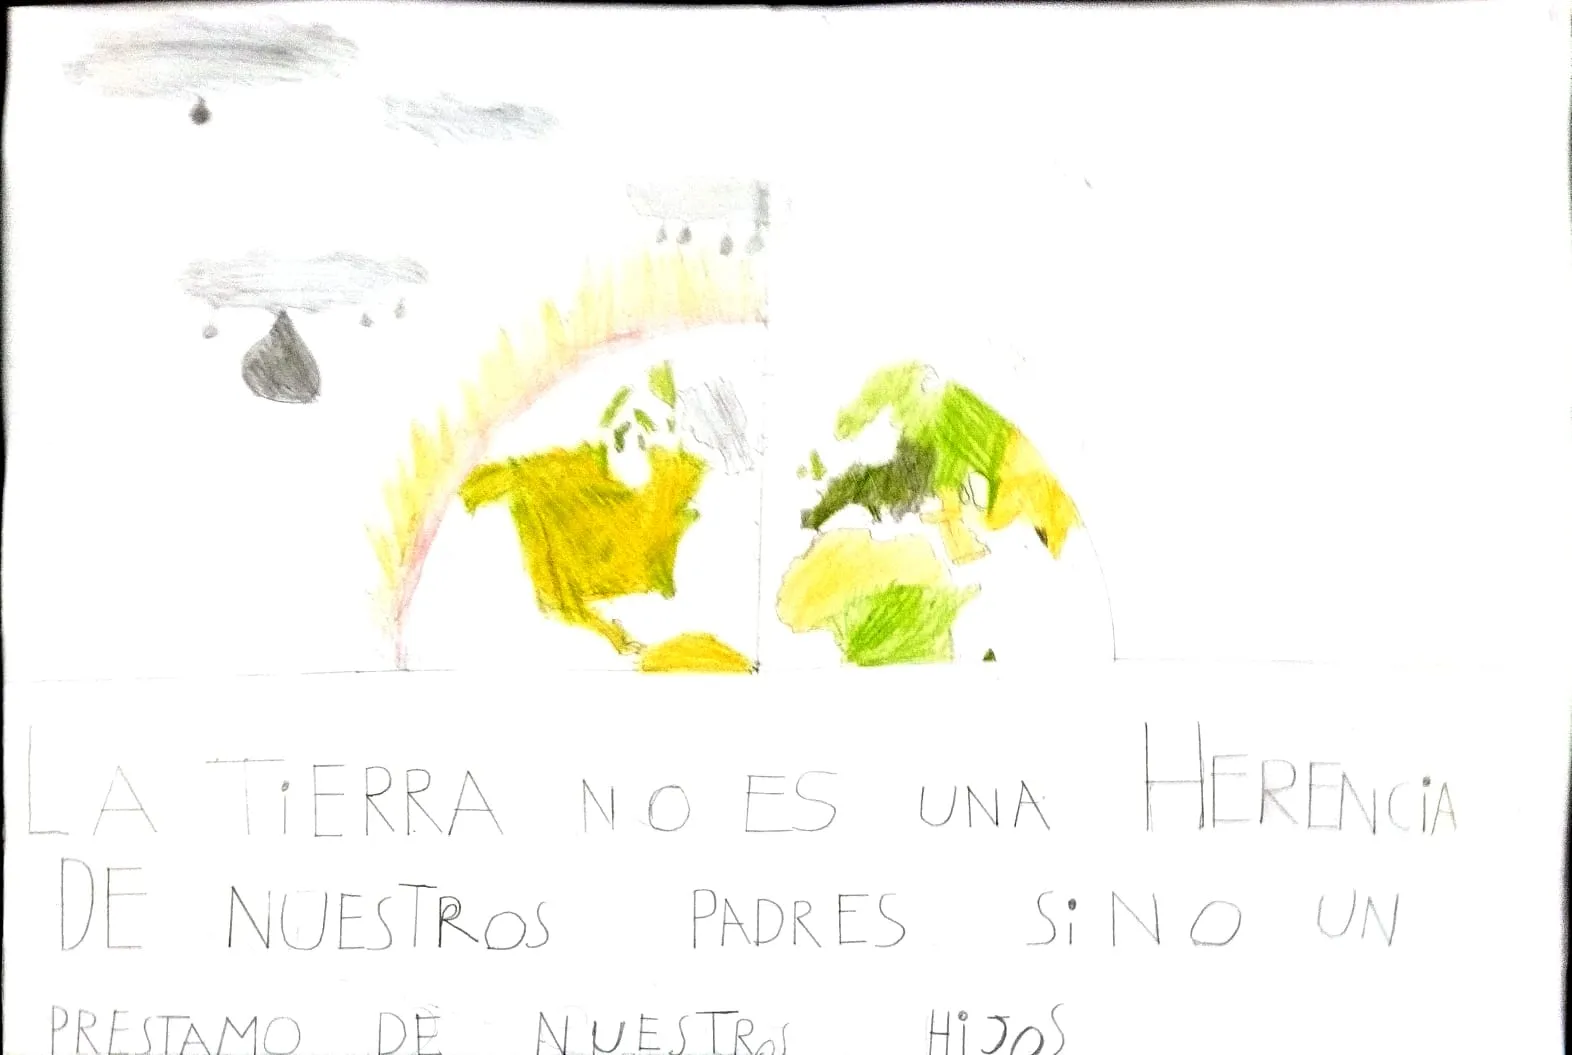 LA TiERRA NO ES UNA HERENCiA
DE NUESTROS PADRES SiNO UN
PRESTAMO DE NUESTROS HiJOS